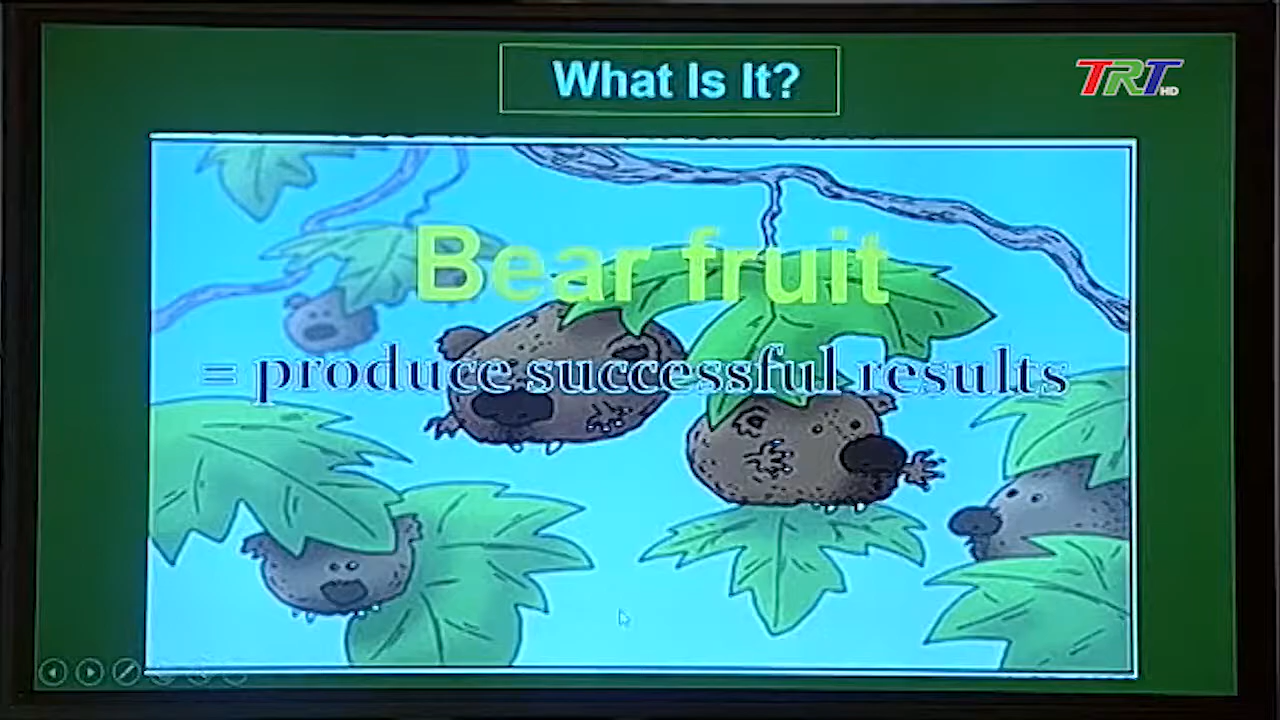 What Is It?
TRT HD
Bear fruit
= produce successful results